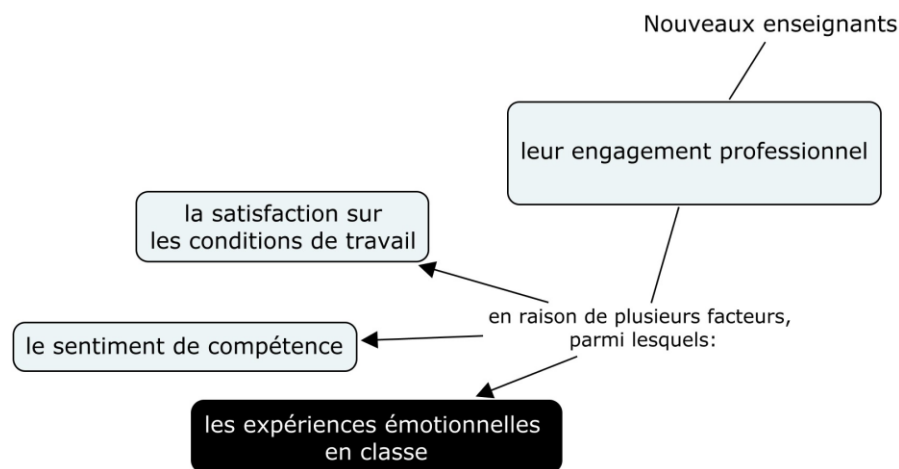 Nouveaux enseignants
leur engagement professionnel
la satisfaction sur
les conditions de travail
en raison de plusieurs facteurs,
parmi lesquels:
le sentiment de compétence
les expériences émotionnelles
en classe